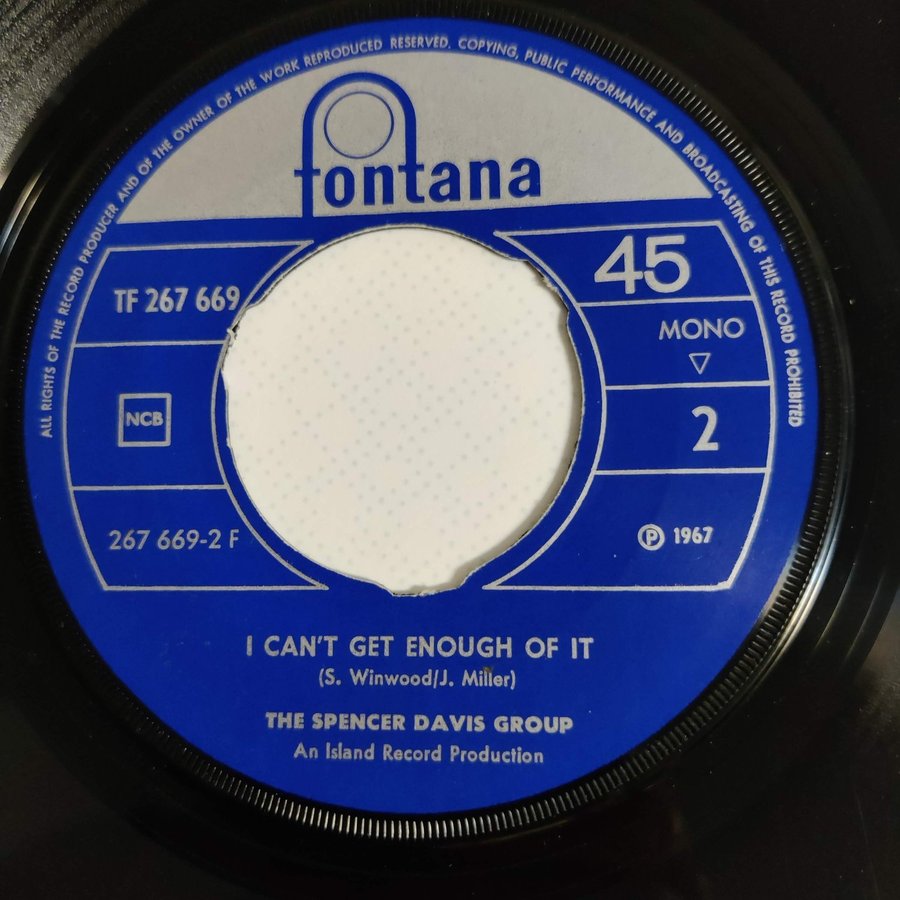 ALL RIGHTS OF THE RECORD PRODUCER AND OF THE OWNER OF THE WORK REPRODUCED RESERVED. COPYING, PUBLIC PERFORMANCE AND BROADCASTING OF THIS RECORD PROHIBITED
fontana
TF 267 669
45
MONO
▽
NCB
2
267 669-2 F
Ⓟ 1967
I CAN'T GET ENOUGH OF IT
(S. Winwood/J. Miller)
THE SPENCER DAVIS GROUP
An Island Record Production